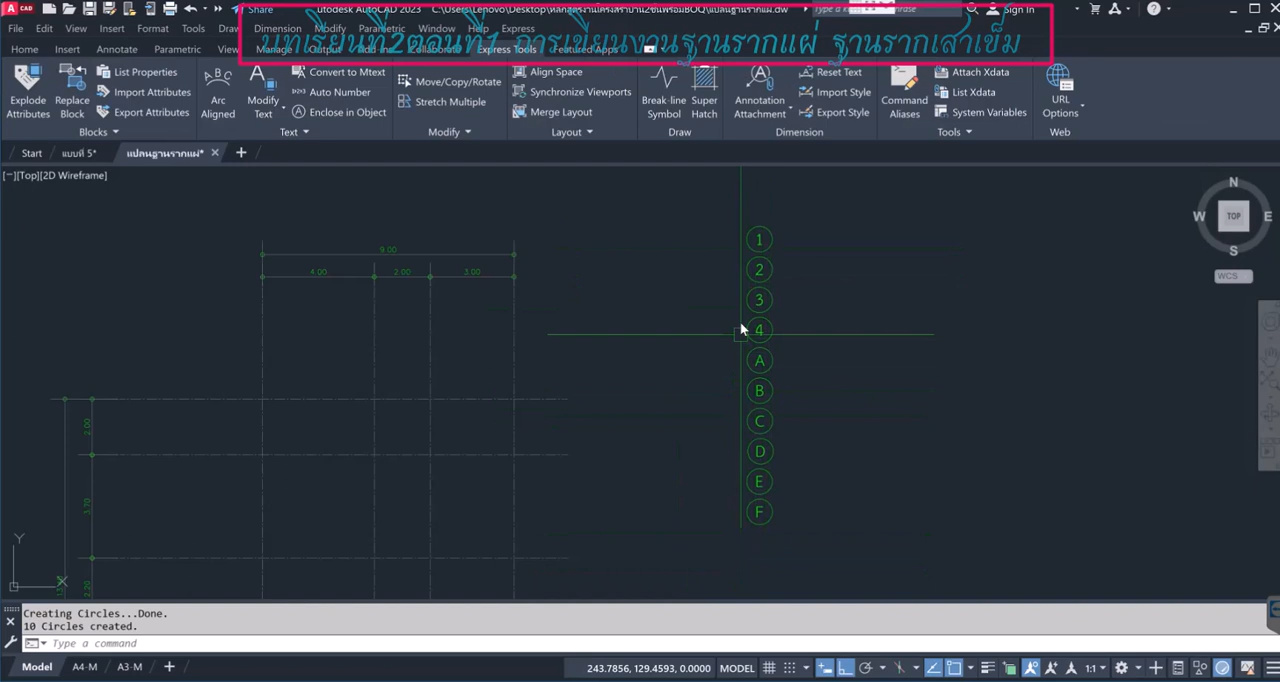 Share
utodesk AutoCAD 2023
Sign In
บทเรียนที่2ตอนที่1 การเขียนงานฐานรากแผ่ ฐานรากเสาเข็ม
File Edit View Insert Format Tools Draw Dimension Modify Parametric Window Help Express
Home Insert Annotate Parametric View Manage Output Add-ins Collaborate Express Tools Featured Apps
Explode Attributes
Replace Block
List Properties
Import Attributes
Export Attributes
Blocks
Arc Aligned
Modify Text
Convert to Mtext
Auto Number
Enclose in Object
Text
Move/Copy/Rotate
Stretch Multiple
Modify
Align Space
Synchronize Viewports
Merge Layout
Layout
Break-line Symbol
Super Hatch
Draw
Annotation Attachment
Reset Text
Import Style
Export Style
Dimension
Command Aliases
Attach Xdata
List Xdata
System Variables
Tools
URL Options
Web
Start
แบบที่ 5*
แปลนฐานรากแผ่*
[−][Top][2D Wireframe]
N
W TOP E
S
WCS
9.00
4.00 2.00 3.00
2.00
3.70
2.20
1
2
3
4
A
B
C
D
E
F
Y
X
Creating Circles...Done.
10 Circles created.
Type a command
Model A4-M A3-M
243.7856, 129.4593, 0.0000 MODEL 1:1